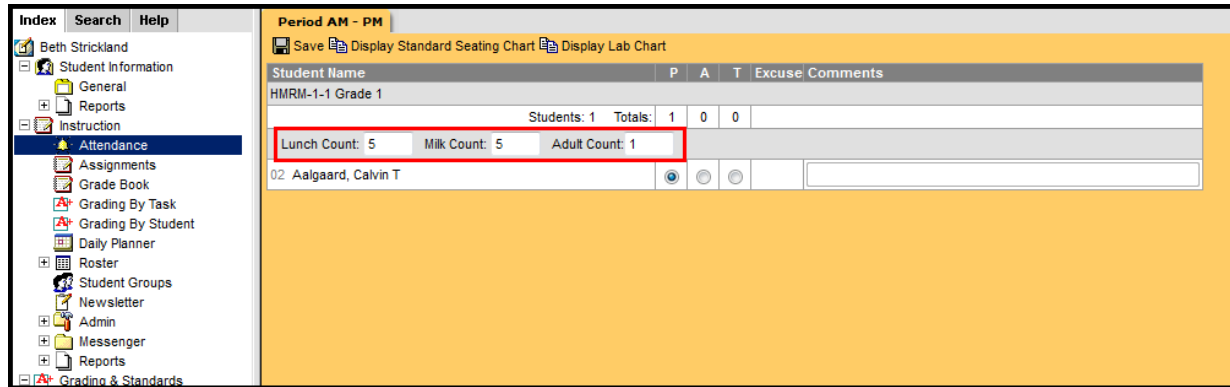 Index Search Help
Beth Strickland
Student Information
General
Reports
Instruction
Attendance
Assignments
Grade Book
A+ Grading By Task
A+ Grading By Student
Daily Planner
Roster
Student Groups
Newsletter
Admin
Messenger
Reports
A+ Grading & Standards
Period AM - PM
Save Display Standard Seating Chart Display Lab Chart
Student Name P A T Excuse Comments
HMRM-1-1 Grade 1
Students: 1 Totals: 1 0 0
Lunch Count: 5 Milk Count: 5 Adult Count: 1
02 Aalgaard, Calvin T